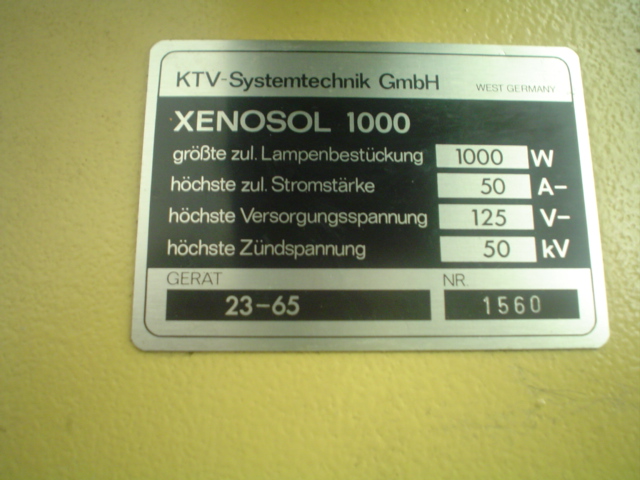 KTV-Systemtechnik GmbH WEST GERMANY
XENOSOL 1000
größte zul. Lampenbestückung 1000 W
höchste zul. Stromstärke 50 A-
höchste Versorgungsspannung 125 V-
höchste Zündspannung 50 kV
GERÄT NR.
23-65 1560